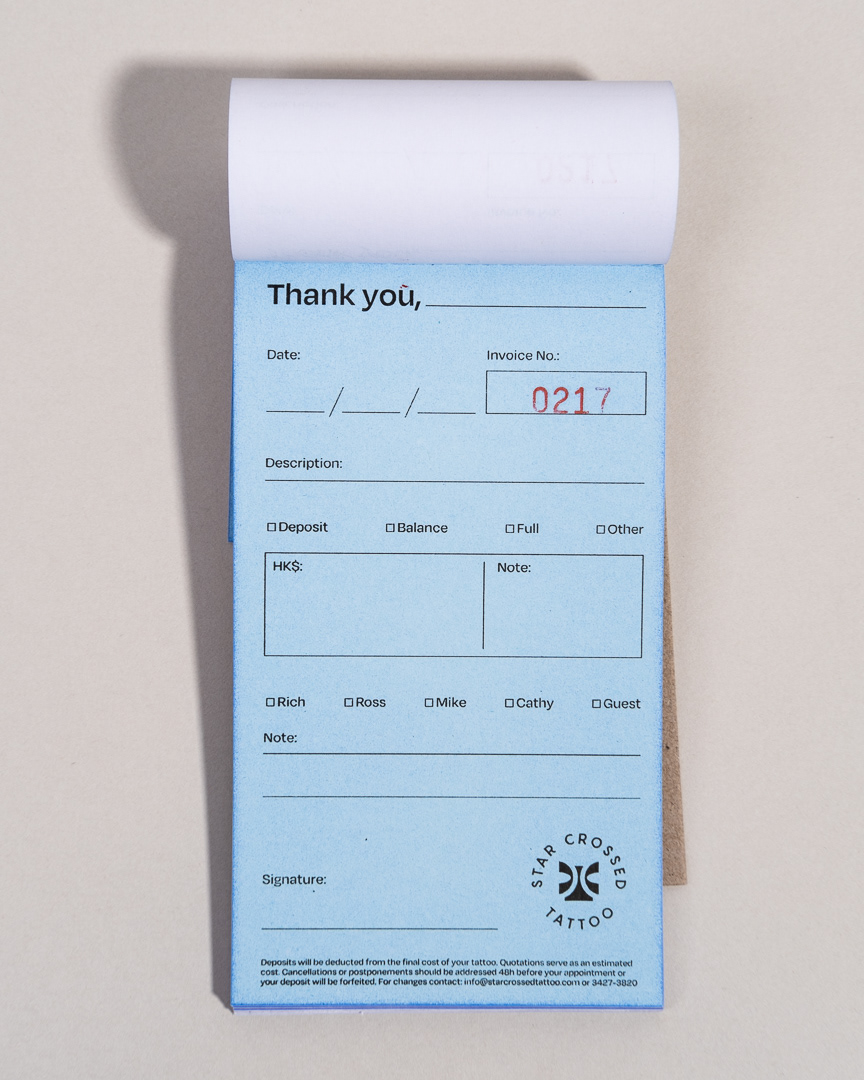 Thank you,
Date:
Invoice No.:
0217
Description:
Deposit Balance Full Other
HK$: Note:
Rich Ross Mike Cathy Guest
Note:
STAR CROSSED
TATTOO
Signature:
Deposits will be deducted from the final cost of your tattoo. Quotations serve as an estimated
cost. Cancellations or postponements should be addressed 48h before your appointment or
your deposit will be forfeited. For changes contact: info@starcrossedtattoo.com or 3427-3820